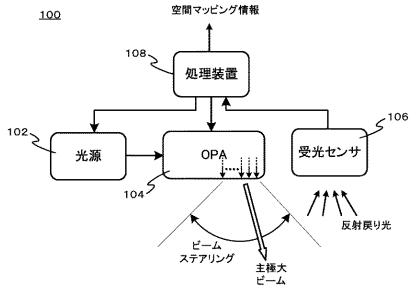 空間マッピング情報
100
108
処理装置
102
光源
104
OPA
106
受光センサ
反射戻り光
ビーム
ステアリング
主極大
ビーム